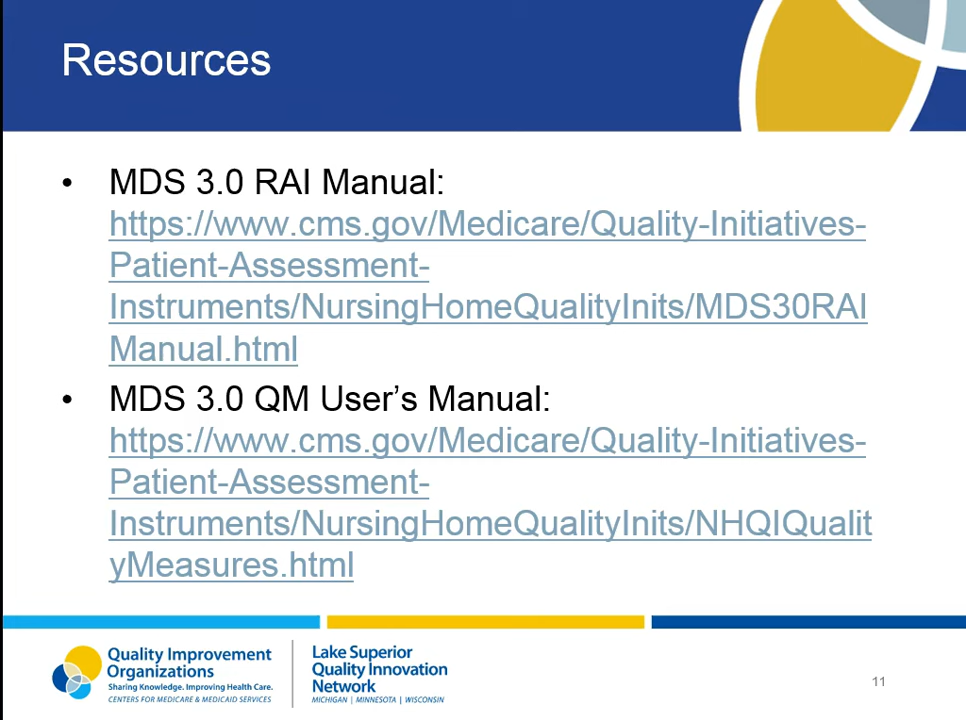 Resources
• MDS 3.0 RAI Manual:
https://www.cms.gov/Medicare/Quality-Initiatives-
Patient-Assessment-
Instruments/NursingHomeQualityInits/MDS30RAI
Manual.html
• MDS 3.0 QM User’s Manual:
https://www.cms.gov/Medicare/Quality-Initiatives-
Patient-Assessment-
Instruments/NursingHomeQualityInits/NHQIQualit
yMeasures.html
Quality Improvement
Organizations
Sharing Knowledge. Improving Health Care.
CENTERS FOR MEDICARE & MEDICAID SERVICES
Lake Superior
Quality Innovation
Network
MICHIGAN | MINNESOTA | WISCONSIN
11